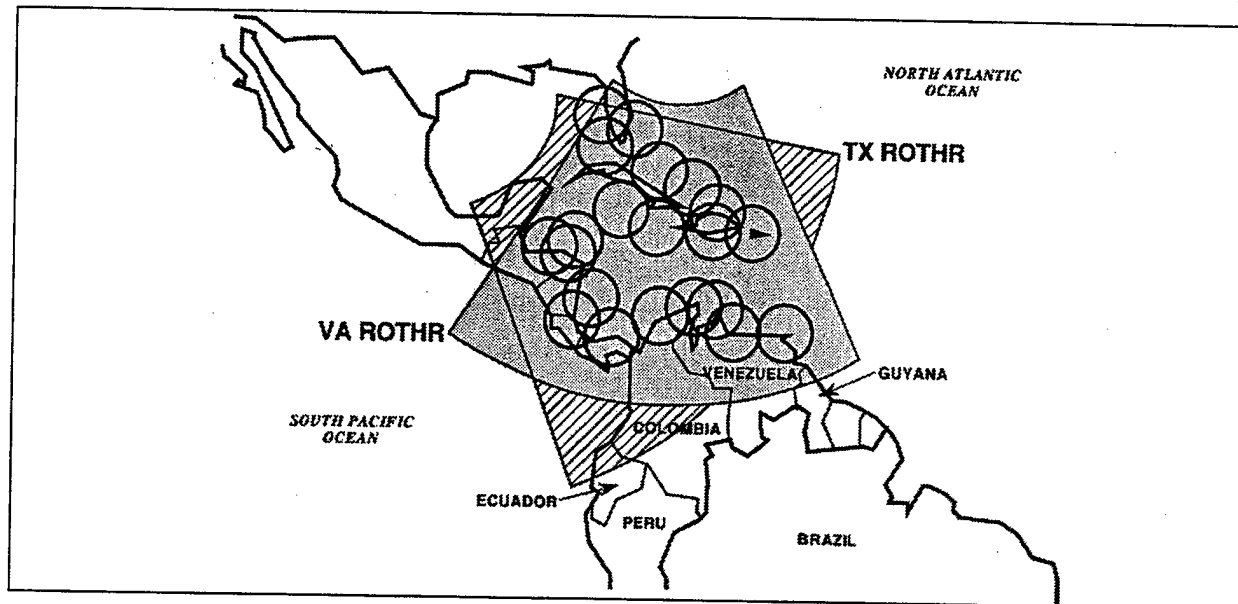 NORTH ATLANTIC
OCEAN
TX ROTHR
VA ROTHR
VENEZUELA
GUYANA
SOUTH PACIFIC
OCEAN
COLOMBIA
ECUADOR
PERU
BRAZIL